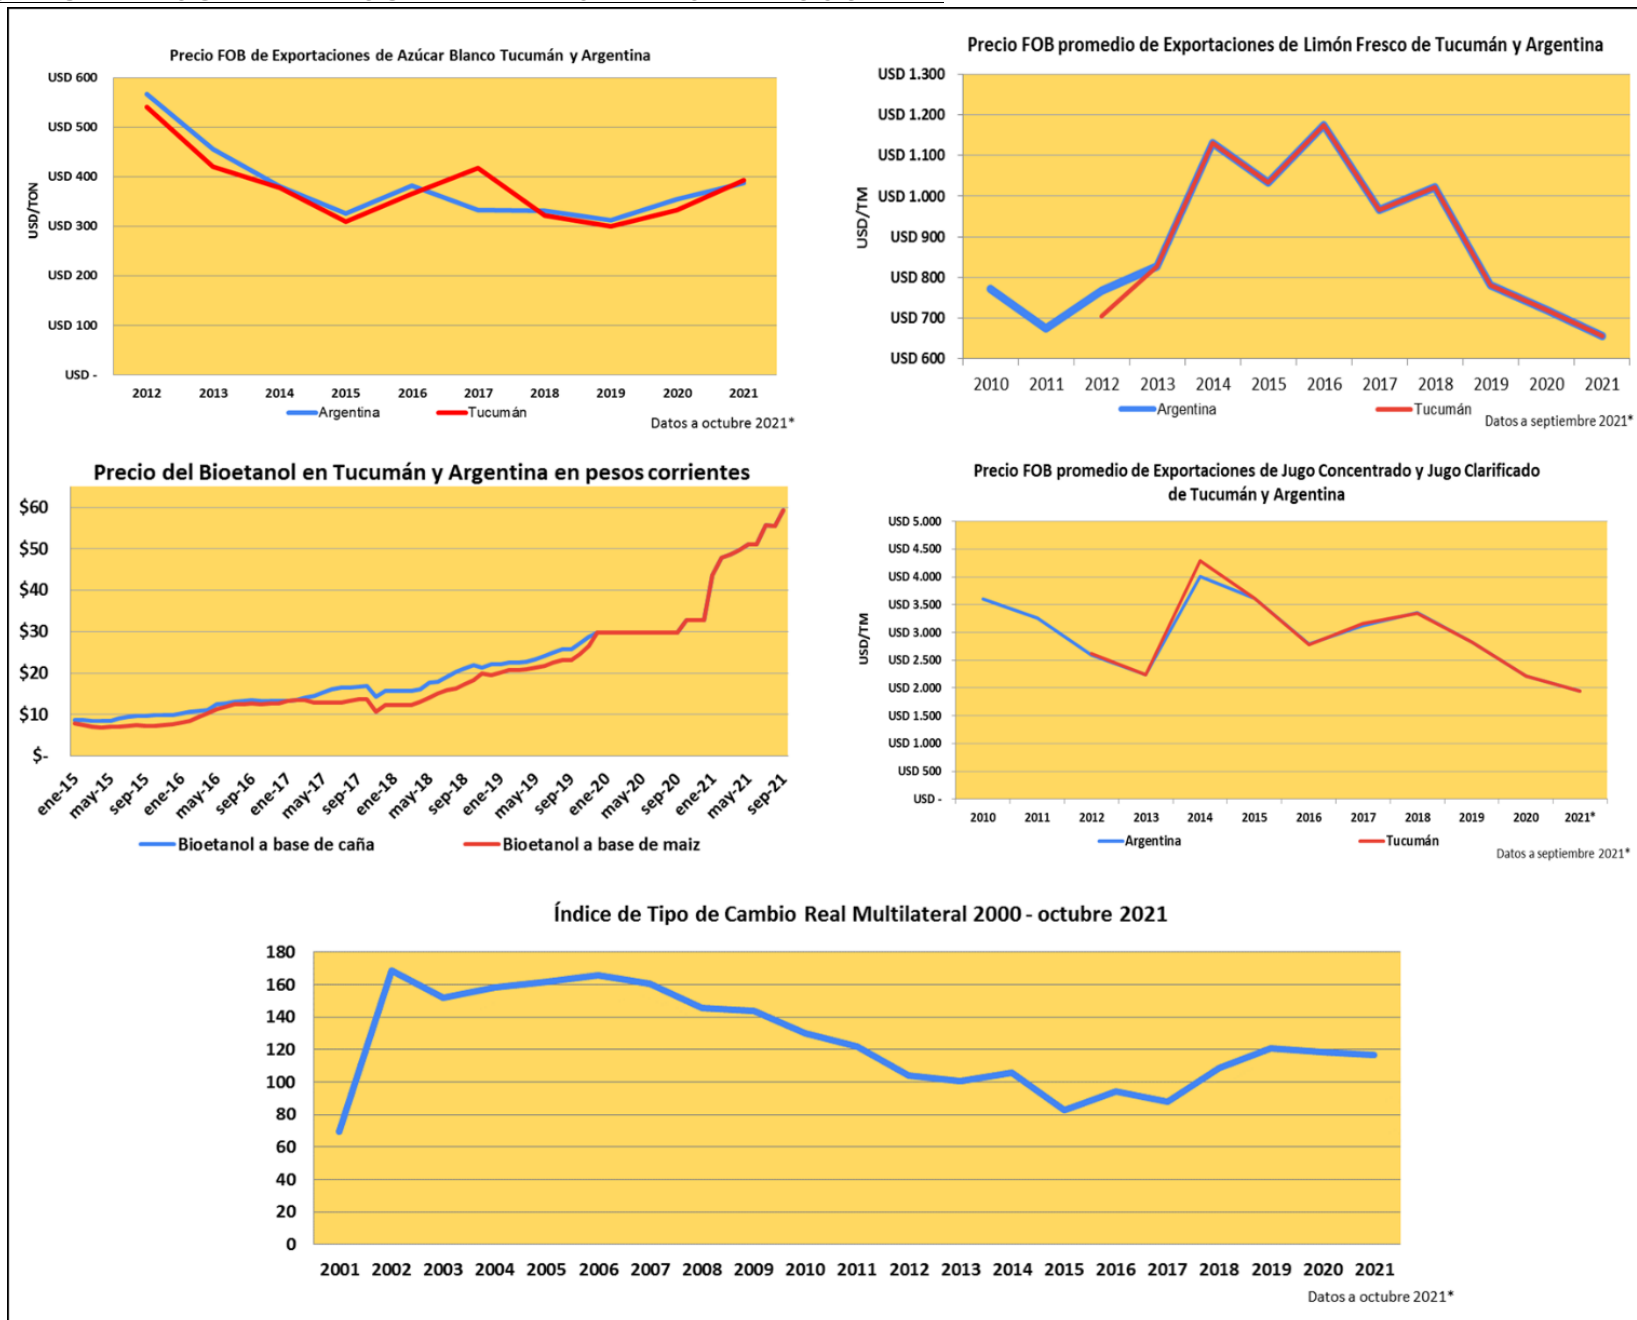 Precio FOB de Exportaciones de Azúcar Blanco Tucumán y Argentina
USD/TON
USD 600
USD 500
USD 400
USD 300
USD 200
USD 100
USD -
2012 2013 2014 2015 2016 2017 2018 2019 2020 2021
Argentina Tucumán
Datos a octubre 2021*
Precio FOB promedio de Exportaciones de Limón Fresco de Tucumán y Argentina
USD/TM
USD 1.300
USD 1.200
USD 1.100
USD 1.000
USD 900
USD 800
USD 700
USD 600
2010 2011 2012 2013 2014 2015 2016 2017 2018 2019 2020 2021
Argentina Tucumán
Datos a septiembre 2021*
Precio del Bioetanol en Tucumán y Argentina en pesos corrientes
$60
$50
$40
$30
$20
$10
$-
ene-15 may-15 sep-15 ene-16 may-16 sep-16 ene-17 may-17 sep-17 ene-18 may-18 sep-18 ene-19 may-19 sep-19 ene-20 may-20 sep-20 ene-21 may-21 sep-21
Bioetanol a base de caña Bioetanol a base de maiz
Precio FOB promedio de Exportaciones de Jugo Concentrado y Jugo Clarificado
de Tucumán y Argentina
USD/TM
USD 5.000
USD 4.500
USD 4.000
USD 3.500
USD 3.000
USD 2.500
USD 2.000
USD 1.500
USD 1.000
USD 500
USD -
2010 2011 2012 2013 2014 2015 2016 2017 2018 2019 2020 2021*
Argentina Tucumán
Datos a septiembre 2021*
Índice de Tipo de Cambio Real Multilateral 2000 - octubre 2021
180
160
140
120
100
80
60
40
20
0
2001 2002 2003 2004 2005 2006 2007 2008 2009 2010 2011 2012 2013 2014 2015 2016 2017 2018 2019 2020 2021
Datos a octubre 2021*